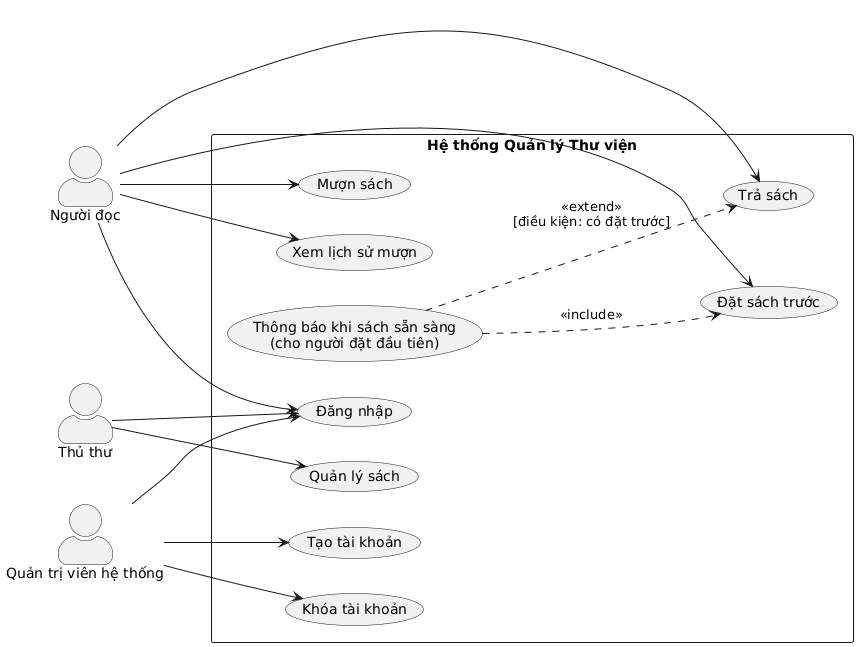 Hệ thống Quản lý Thư viện
Người đọc
Mượn sách
Trả sách
«extend»
[điều kiện: có đặt trước]
Xem lịch sử mượn
Đặt sách trước
Thông báo khi sách sẵn sàng
(cho người đặt đầu tiên)
«include»
Đăng nhập
Thủ thư
Quản lý sách
Tạo tài khoản
Quản trị viên hệ thống
Khóa tài khoản